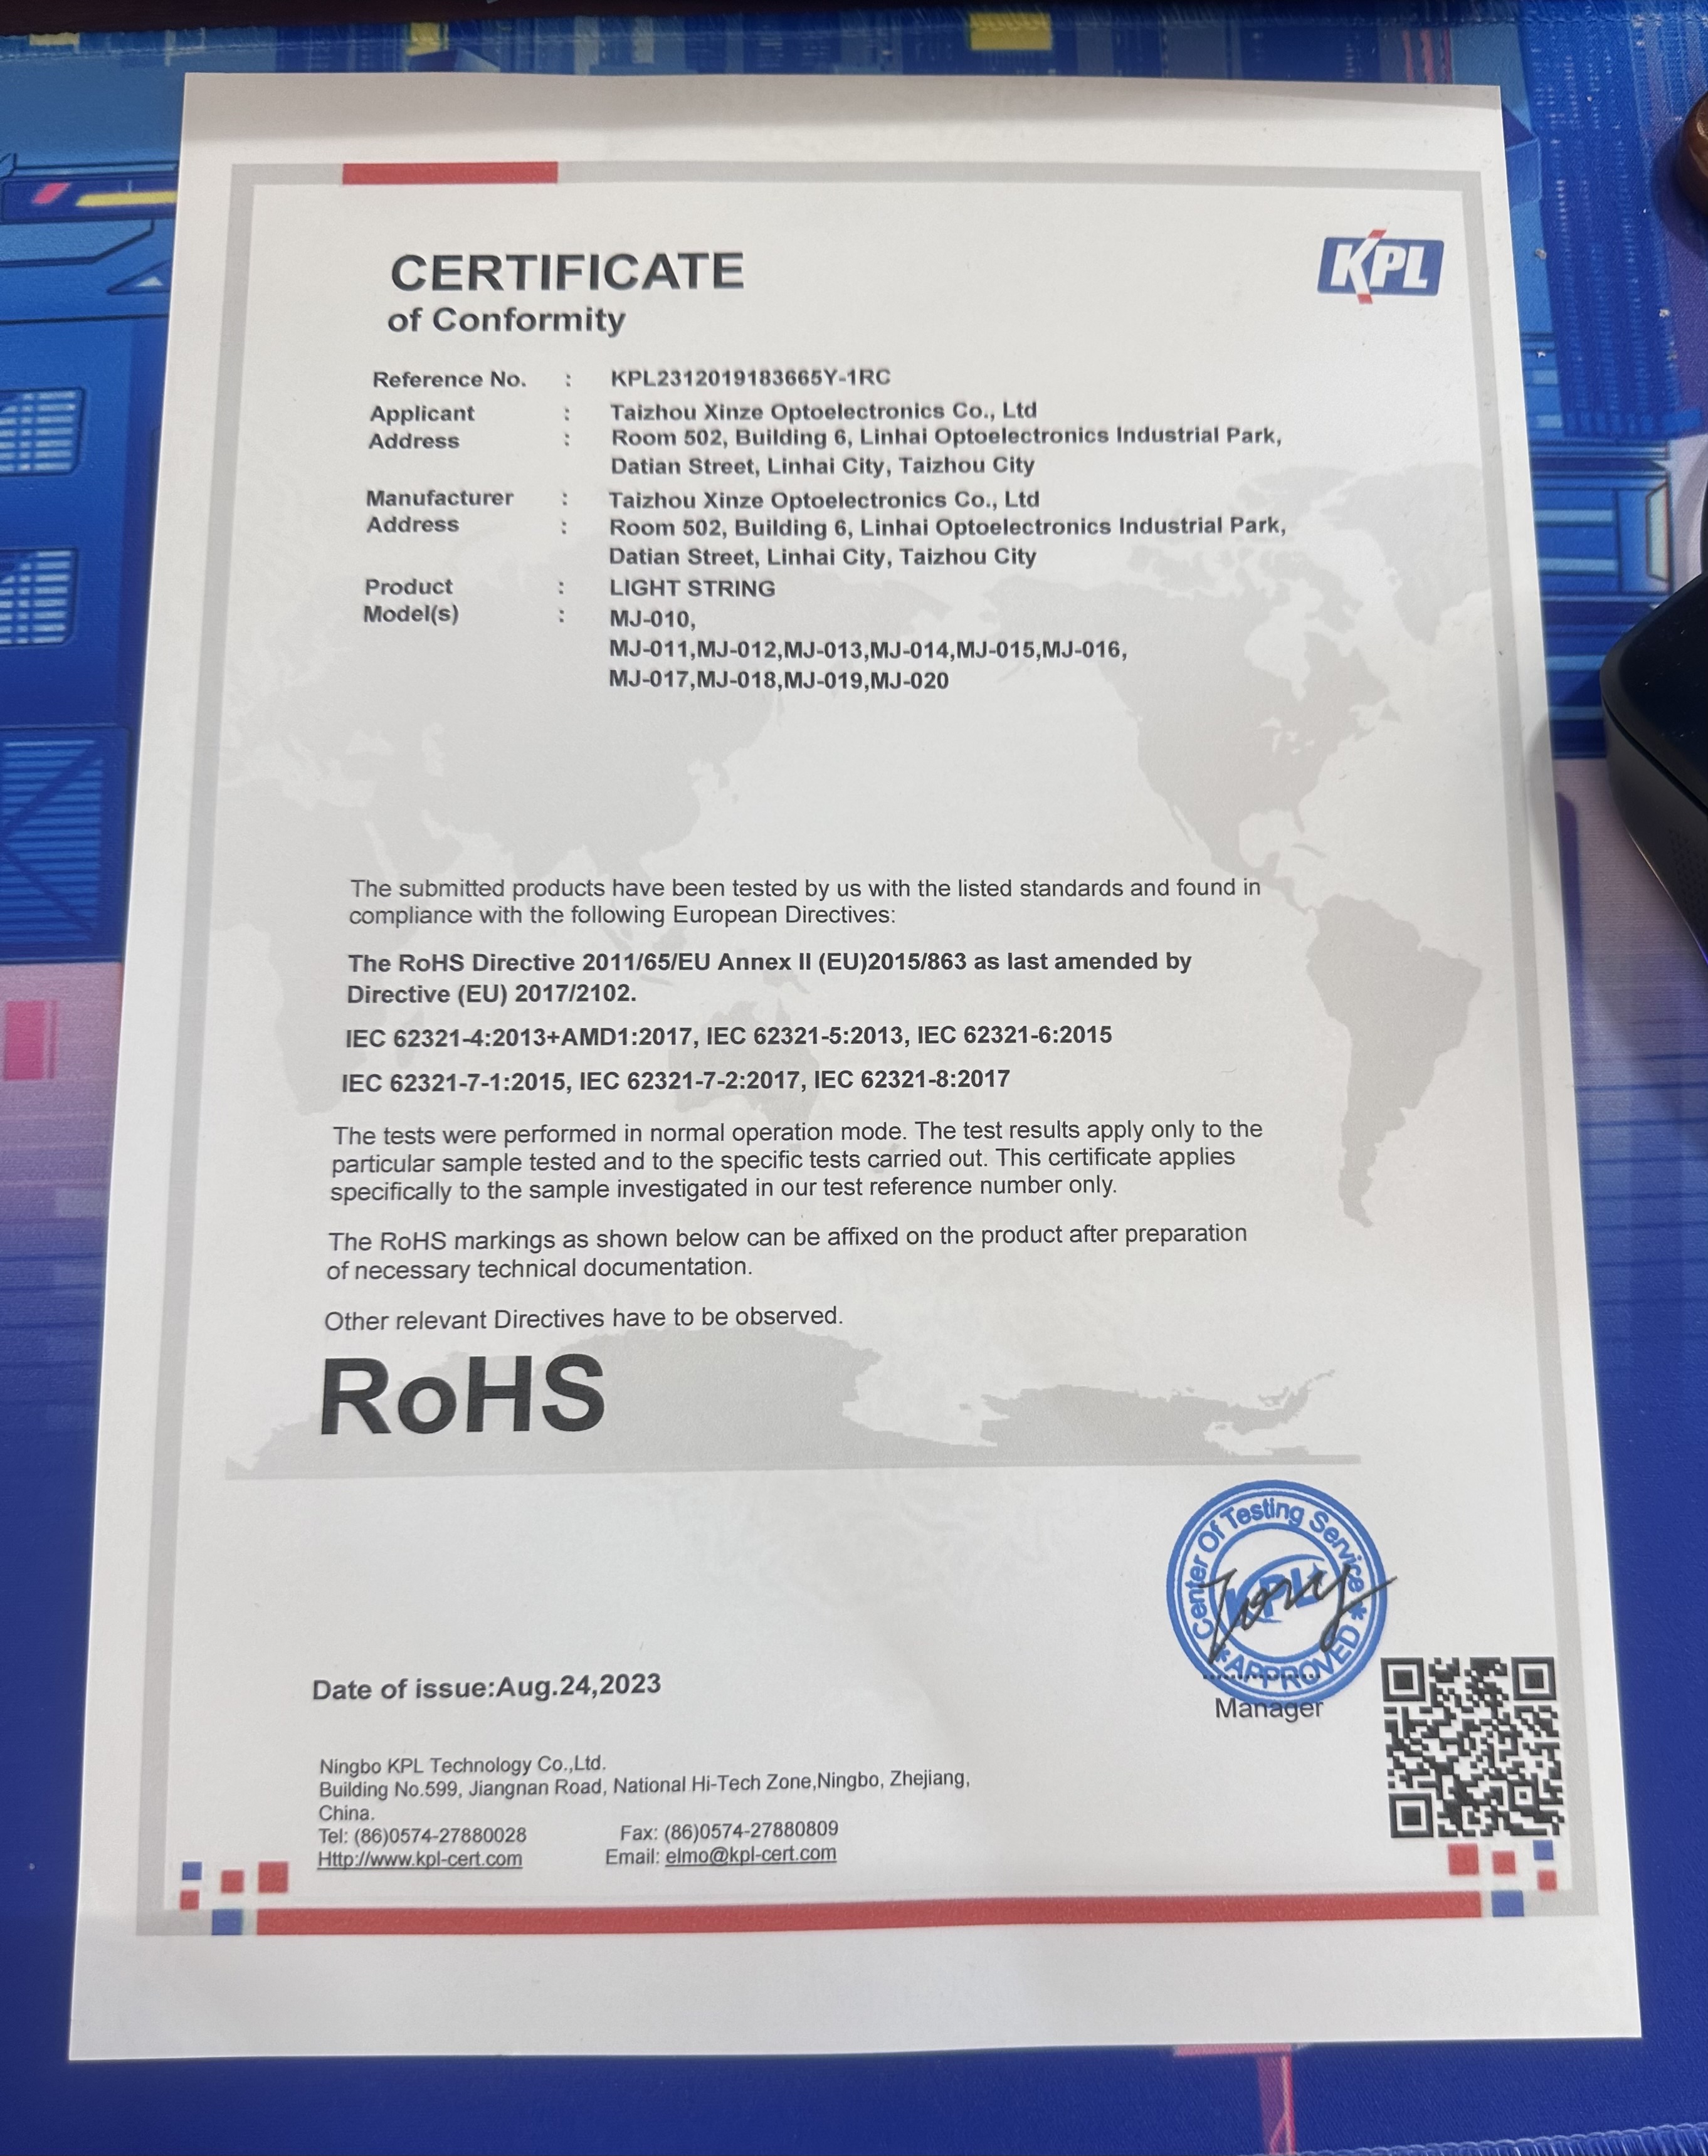 CERTIFICATE
of Conformity
KPL
Reference No. : KPL2312019183665Y-1RC
Applicant : Taizhou Xinze Optoelectronics Co., Ltd
Address : Room 502, Building 6, Linhai Optoelectronics Industrial Park,
Datian Street, Linhai City, Taizhou City
Manufacturer : Taizhou Xinze Optoelectronics Co., Ltd
Address : Room 502, Building 6, Linhai Optoelectronics Industrial Park,
Datian Street, Linhai City, Taizhou City
Product : LIGHT STRING
Model(s) : MJ-010,
MJ-011,MJ-012,MJ-013,MJ-014,MJ-015,MJ-016,
MJ-017,MJ-018,MJ-019,MJ-020
The submitted products have been tested by us with the listed standards and found in
compliance with the following European Directives:
The RoHS Directive 2011/65/EU Annex II (EU)2015/863 as last amended by
Directive (EU) 2017/2102.
IEC 62321-4:2013+AMD1:2017, IEC 62321-5:2013, IEC 62321-6:2015
IEC 62321-7-1:2015, IEC 62321-7-2:2017, IEC 62321-8:2017
The tests were performed in normal operation mode. The test results apply only to the
particular sample tested and to the specific tests carried out. This certificate applies
specifically to the sample investigated in our test reference number only.
The RoHS markings as shown below can be affixed on the product after preparation
of necessary technical documentation.
Other relevant Directives have to be observed.
RoHS
Center Of Testing Service
KPL
* APPROVED *
Tony
Manager
Date of issue:Aug.24,2023
Ningbo KPL Technology Co.,Ltd.
Building No.599, Jiangnan Road, National Hi-Tech Zone,Ningbo, Zhejiang,
China.
Tel: (86)0574-27880028 Fax: (86)0574-27880809
Http://www.kpl-cert.com Email: elmo@kpl-cert.com